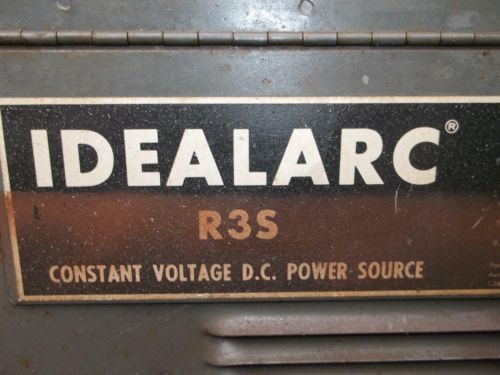 IDEALARC®
R3S
CONSTANT VOLTAGE D.C. POWER SOURCE